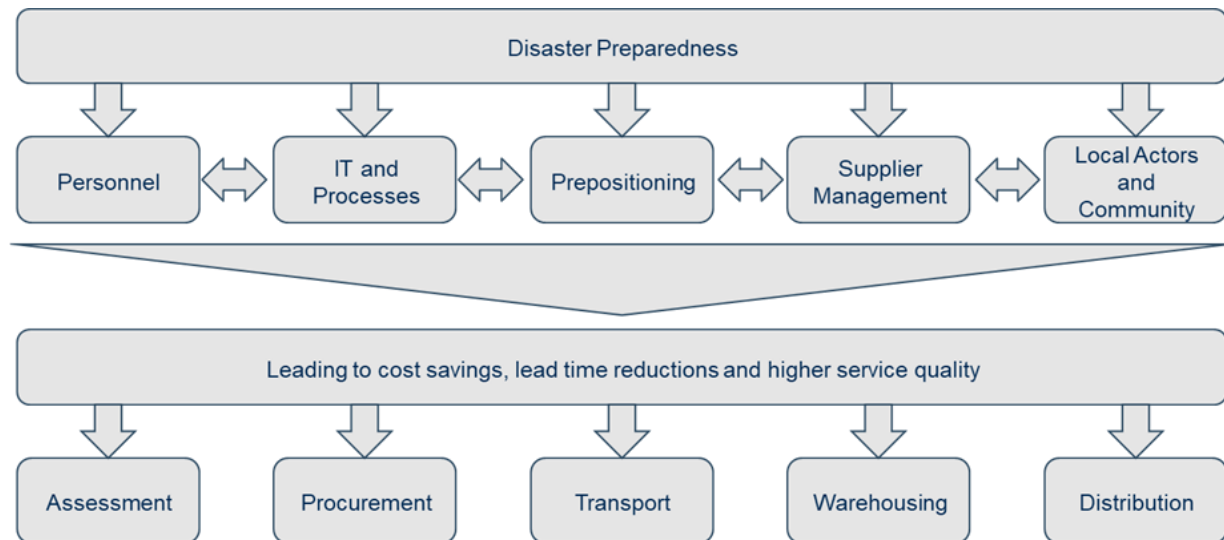 Disaster Preparedness
Personnel
IT and
Processes
Prepositioning
Supplier
Management
Local Actors
and
Community
Leading to cost savings, lead time reductions and higher service quality
Assessment
Procurement
Transport
Warehousing
Distribution